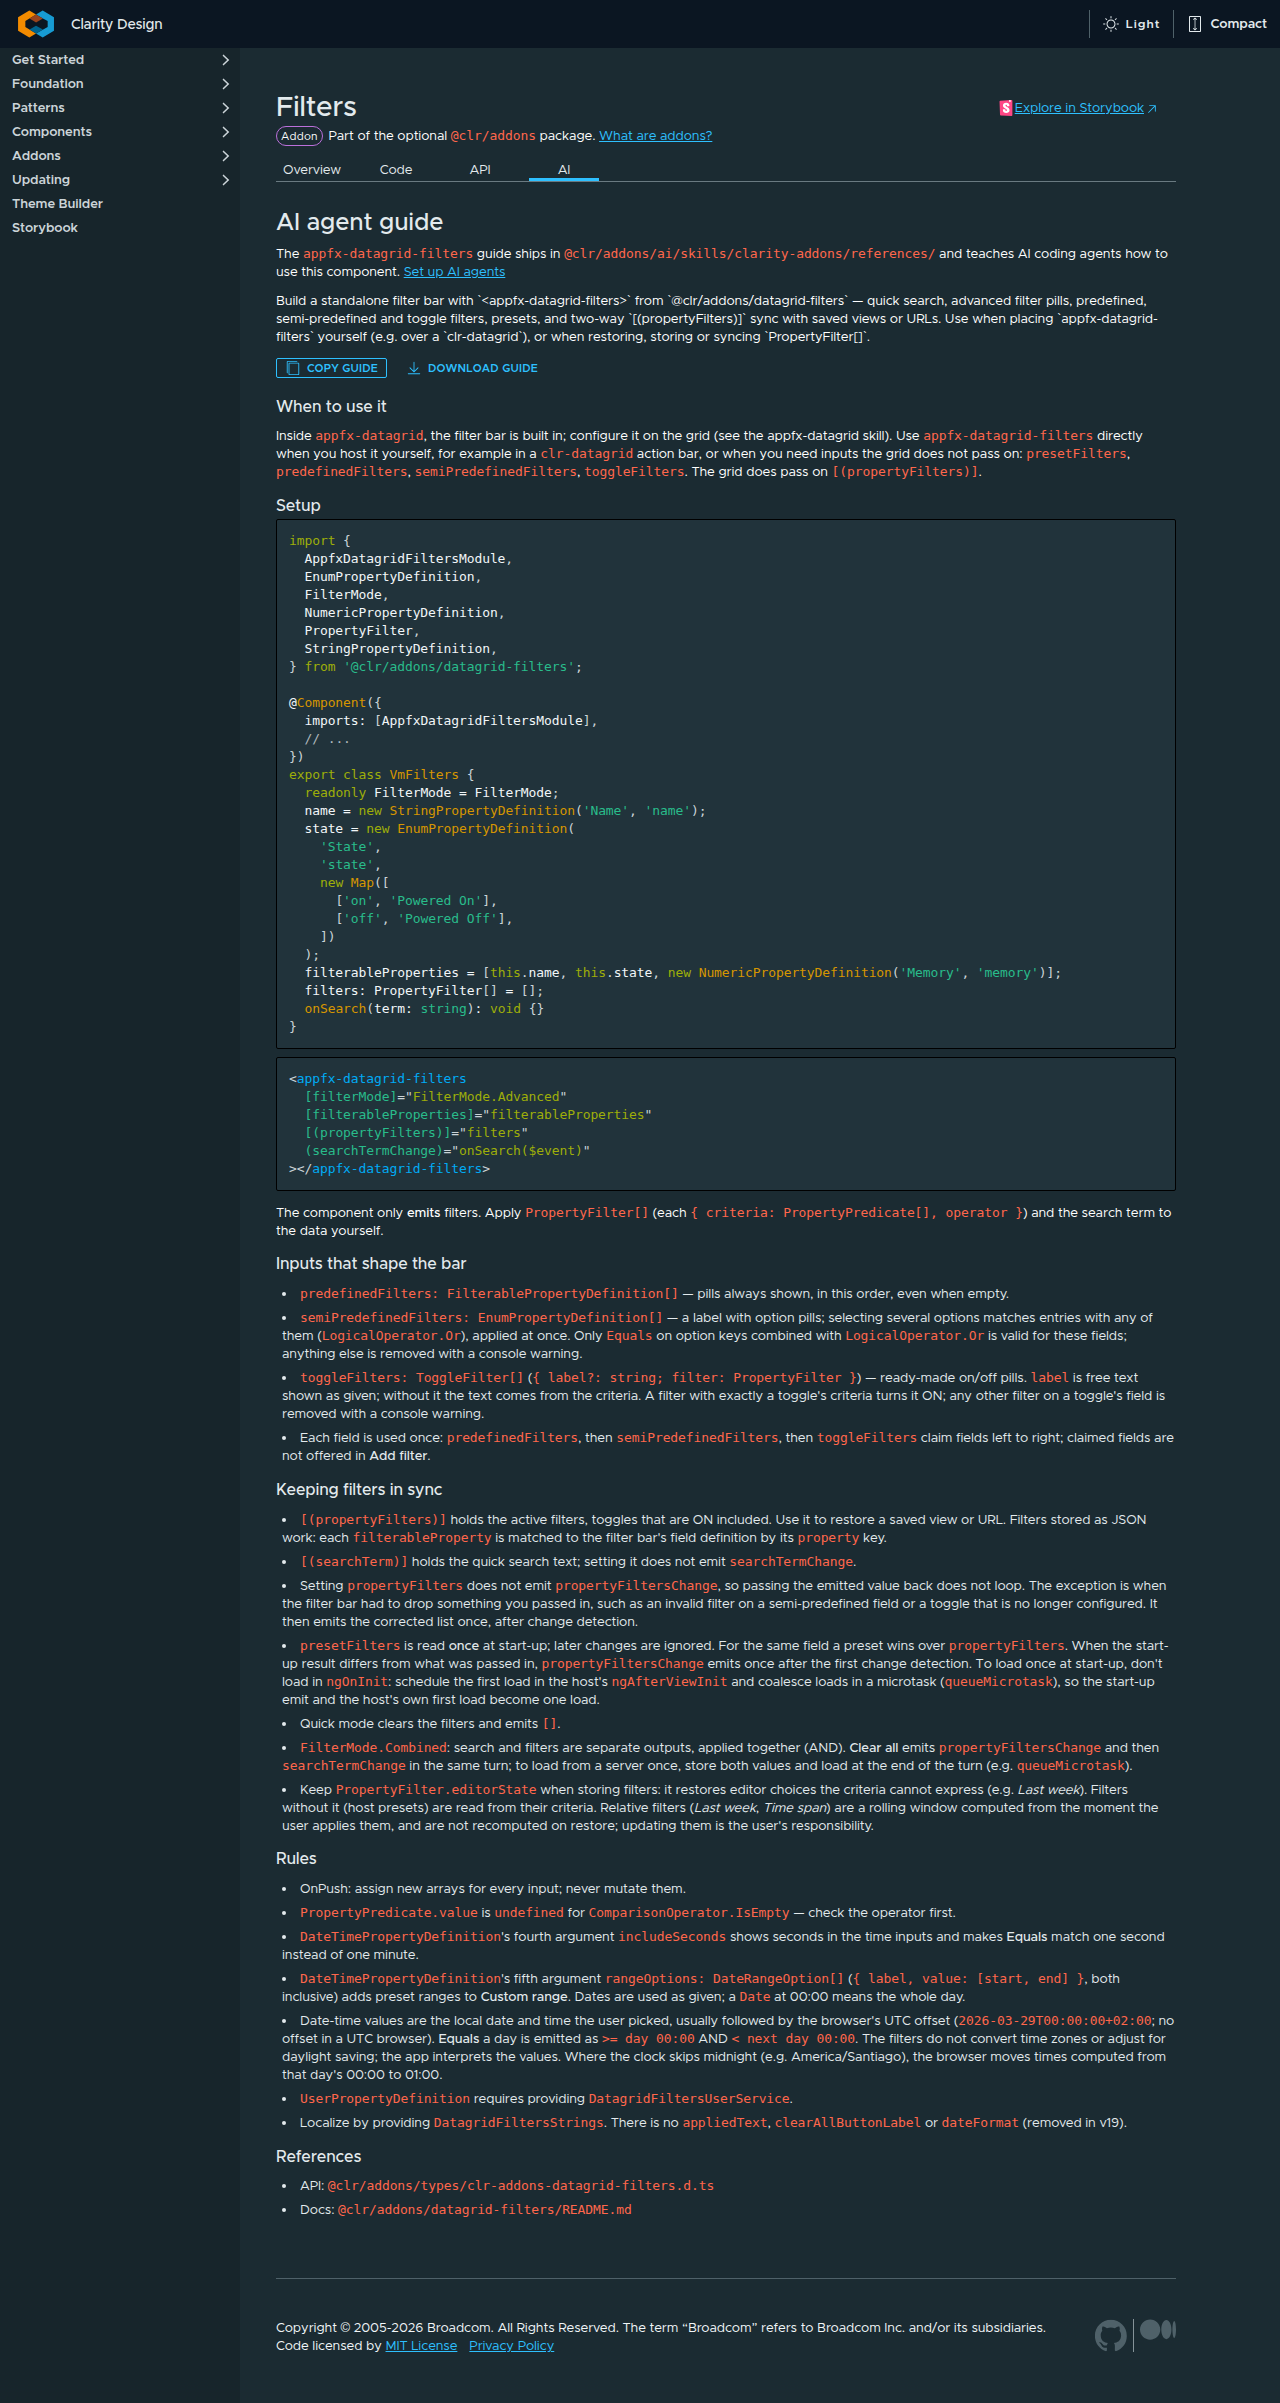 Clarity Design
Light
Compact
Get Started
Foundation
Patterns
Components
Addons
Updating
Theme Builder
Storybook
Filters
Explore in Storybook
Addon Part of the optional @clr/addons package. What are addons?
Overview Code API AI
AI agent guide
The appfx-datagrid-filters guide ships in @clr/addons/ai/skills/clarity-addons/references/ and teaches AI coding agents how to
use this component. Set up AI agents
Build a standalone filter bar with `<appfx-datagrid-filters>` from `@clr/addons/datagrid-filters` — quick search, advanced filter pills, predefined,
semi-predefined and toggle filters, presets, and two-way `[(propertyFilters)]` sync with saved views or URLs. Use when placing `appfx-datagrid-
filters` yourself (e.g. over a `clr-datagrid`), or when restoring, storing or syncing `PropertyFilter[]`.
COPY GUIDE DOWNLOAD GUIDE
When to use it
Inside appfx-datagrid, the filter bar is built in; configure it on the grid (see the appfx-datagrid skill). Use appfx-datagrid-filters directly
when you host it yourself, for example in a clr-datagrid action bar, or when you need inputs the grid does not pass on: presetFilters,
predefinedFilters, semiPredefinedFilters, toggleFilters. The grid does pass on [(propertyFilters)].
Setup
import {
  AppfxDatagridFiltersModule,
  EnumPropertyDefinition,
  FilterMode,
  NumericPropertyDefinition,
  PropertyFilter,
  StringPropertyDefinition,
} from '@clr/addons/datagrid-filters';

@Component({
  imports: [AppfxDatagridFiltersModule],
  // ...
})
export class VmFilters {
  readonly FilterMode = FilterMode;
  name = new StringPropertyDefinition('Name', 'name');
  state = new EnumPropertyDefinition(
    'State',
    'state',
    new Map([
      ['on', 'Powered On'],
      ['off', 'Powered Off'],
    ])
  );
  filterableProperties = [this.name, this.state, new NumericPropertyDefinition('Memory', 'memory')];
  filters: PropertyFilter[] = [];
  onSearch(term: string): void {}
}
<appfx-datagrid-filters
  [filterMode]="FilterMode.Advanced"
  [filterableProperties]="filterableProperties"
  [(propertyFilters)]="filters"
  (searchTermChange)="onSearch($event)"
></appfx-datagrid-filters>
The component only emits filters. Apply PropertyFilter[] (each { criteria: PropertyPredicate[], operator }) and the search term to
the data yourself.
Inputs that shape the bar
• predefinedFilters: FilterablePropertyDefinition[] — pills always shown, in this order, even when empty.
• semiPredefinedFilters: EnumPropertyDefinition[] — a label with option pills; selecting several options matches entries with any of
them (LogicalOperator.Or), applied at once. Only Equals on option keys combined with LogicalOperator.Or is valid for these fields;
anything else is removed with a console warning.
• toggleFilters: ToggleFilter[] ({ label?: string; filter: PropertyFilter }) — ready-made on/off pills. label is free text
shown as given; without it the text comes from the criteria. A filter with exactly a toggle's criteria turns it ON; any other filter on a toggle's field is
removed with a console warning.
• Each field is used once: predefinedFilters, then semiPredefinedFilters, then toggleFilters claim fields left to right; claimed fields are
not offered in Add filter.
Keeping filters in sync
• [(propertyFilters)] holds the active filters, toggles that are ON included. Use it to restore a saved view or URL. Filters stored as JSON
work: each filterableProperty is matched to the filter bar's field definition by its property key.
• [(searchTerm)] holds the quick search text; setting it does not emit searchTermChange.
• Setting propertyFilters does not emit propertyFiltersChange, so passing the emitted value back does not loop. The exception is when
the filter bar had to drop something you passed in, such as an invalid filter on a semi-predefined field or a toggle that is no longer configured. It
then emits the corrected list once, after change detection.
• presetFilters is read once at start-up; later changes are ignored. For the same field a preset wins over propertyFilters. When the start-
up result differs from what was passed in, propertyFiltersChange emits once after the first change detection. To load once at start-up, don't
load in ngOnInit: schedule the first load in the host's ngAfterViewInit and coalesce loads in a microtask (queueMicrotask), so the start-up
emit and the host's own first load become one load.
• Quick mode clears the filters and emits [].
• FilterMode.Combined: search and filters are separate outputs, applied together (AND). Clear all emits propertyFiltersChange and then
searchTermChange in the same turn; to load from a server once, store both values and load at the end of the turn (e.g. queueMicrotask).
• Keep PropertyFilter.editorState when storing filters: it restores editor choices the criteria cannot express (e.g. Last week). Filters
without it (host presets) are read from their criteria. Relative filters (Last week, Time span) are a rolling window computed from the moment the
user applies them, and are not recomputed on restore; updating them is the user's responsibility.
Rules
• OnPush: assign new arrays for every input; never mutate them.
• PropertyPredicate.value is undefined for ComparisonOperator.IsEmpty — check the operator first.
• DateTimePropertyDefinition's fourth argument includeSeconds shows seconds in the time inputs and makes Equals match one second
instead of one minute.
• DateTimePropertyDefinition's fifth argument rangeOptions: DateRangeOption[] ({ label, value: [start, end] }, both
inclusive) adds preset ranges to Custom range. Dates are used as given; a Date at 00:00 means the whole day.
• Date-time values are the local date and time the user picked, usually followed by the browser's UTC offset (2026-03-29T00:00:00+02:00; no
offset in a UTC browser). Equals a day is emitted as >= day 00:00 AND < next day 00:00. The filters do not convert time zones or adjust for
daylight saving; the app interprets the values. Where the clock skips midnight (e.g. America/Santiago), the browser moves times computed from
that day's 00:00 to 01:00.
• UserPropertyDefinition requires providing DatagridFiltersUserService.
• Localize by providing DatagridFiltersStrings. There is no appliedText, clearAllButtonLabel or dateFormat (removed in v19).
References
• API: @clr/addons/types/clr-addons-datagrid-filters.d.ts
• Docs: @clr/addons/datagrid-filters/README.md
Copyright © 2005-2026 Broadcom. All Rights Reserved. The term “Broadcom” refers to Broadcom Inc. and/or its subsidiaries.
Code licensed by MIT License Privacy Policy